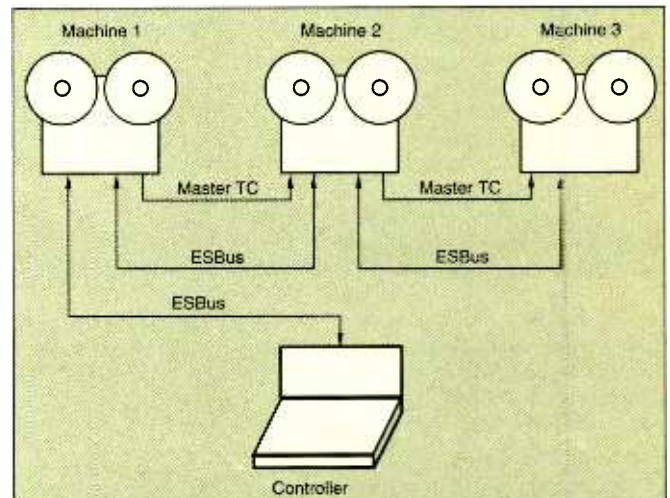 Machine 1
Machine 2
Machine 3
Master TC
Master TC
ESBus
ESBus
ESBus
Controller